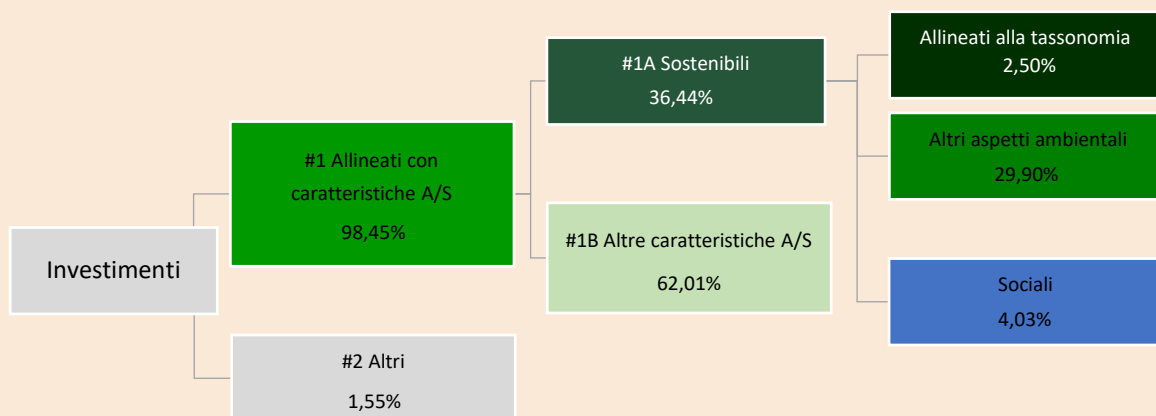 Investimenti
#1 Allineati con
caratteristiche A/S
98,45%
#2 Altri
1,55%
#1A Sostenibili
36,44%
#1B Altre caratteristiche A/S
62,01%
Allineati alla tassonomia
2,50%
Altri aspetti ambientali
29,90%
Sociali
4,03%